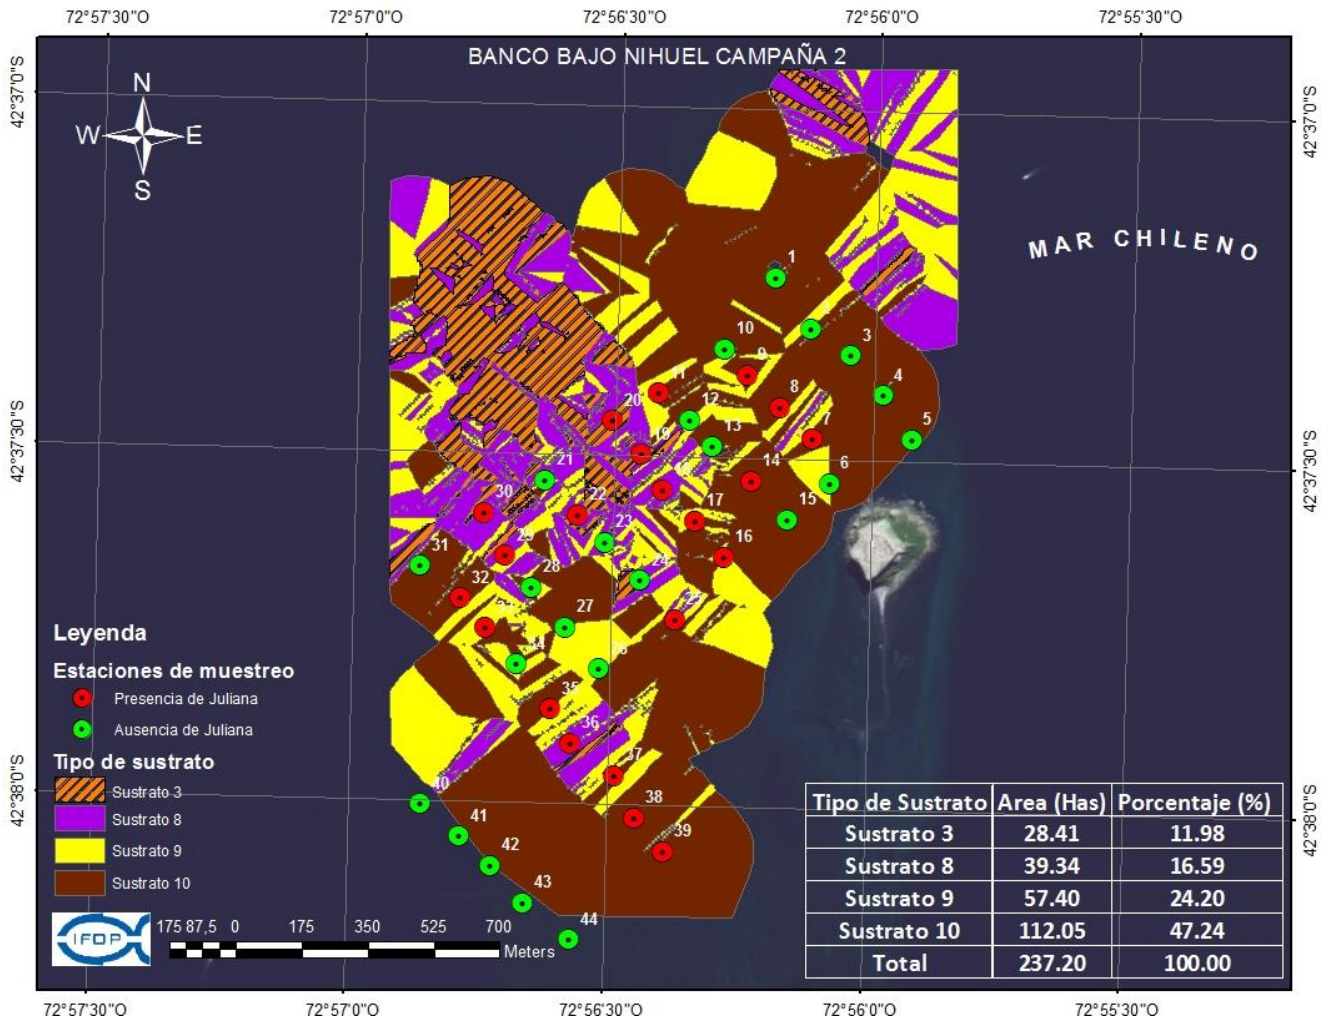 72°57'30"O 72°57'0"O 72°56'30"O 72°56'0"O 72°55'30"O
BANCO BAJO NIHUEL CAMPAÑA 2
42°37'0"S
42°37'0"S
N
W E
S
MAR CHILENO
1
3
10
9
4
8
11
20
12
5
7
13
19
42°37'30"S
42°37'30"S
21
14
6
18
30
22
17
15
23
31
29
16
28
24
32
25
27
33
34
26
35
36
37
38
39
40
41
42
43
44
Leyenda
Estaciones de muestreo
Presencia de Juliana
Ausencia de Juliana
Tipo de sustrato
Sustrato 3
Sustrato 8
Sustrato 9
Sustrato 10
42°38'0"S
42°38'0"S
IFOP
175 87,5 0 175 350 525 700
Meters
Tipo de Sustrato Area (Has) Porcentaje (%)
Sustrato 3 28.41 11.98
Sustrato 8 39.34 16.59
Sustrato 9 57.40 24.20
Sustrato 10 112.05 47.24
Total 237.20 100.00
72°57'30"O 72°57'0"O 72°56'30"O 72°56'0"O 72°55'30"O